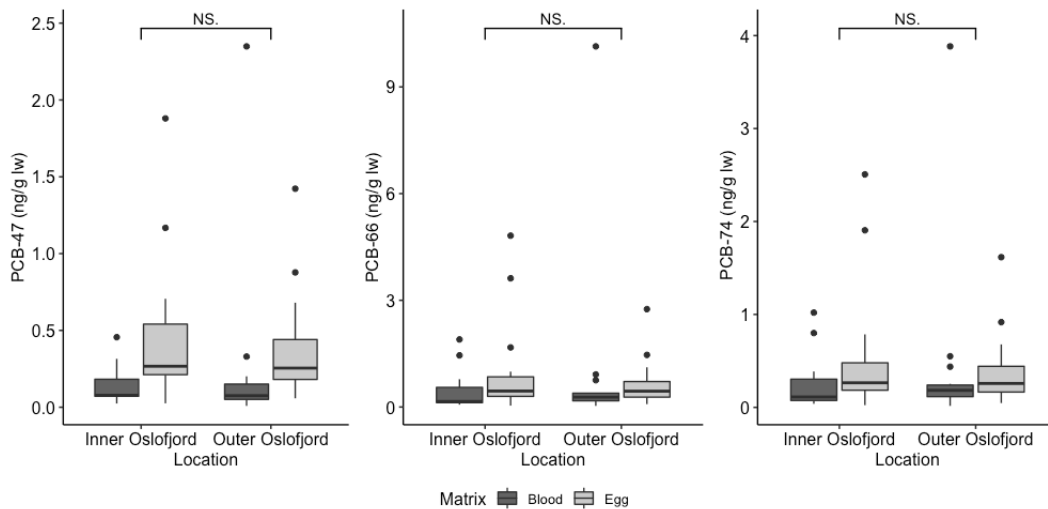 NS.
2.5
2.0
1.5
1.0
0.5
0.0
PCB-47 (ng/g lw)
Inner Oslofjord Outer Oslofjord
Location
NS.
9
6
3
0
PCB-66 (ng/g lw)
Inner Oslofjord Outer Oslofjord
Location
NS.
4
3
2
1
0
PCB-74 (ng/g lw)
Inner Oslofjord Outer Oslofjord
Location
Matrix Blood Egg